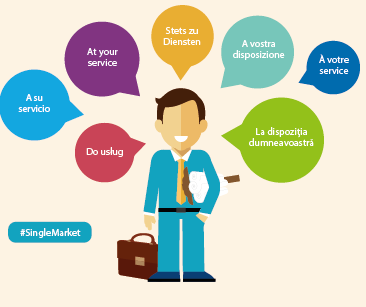 A su
servicio
At your
service
Stets zu
Diensten
A vostra
disposizione
À votre
service
Do usług
La dispoziția
dumneavoastră
#SingleMarket